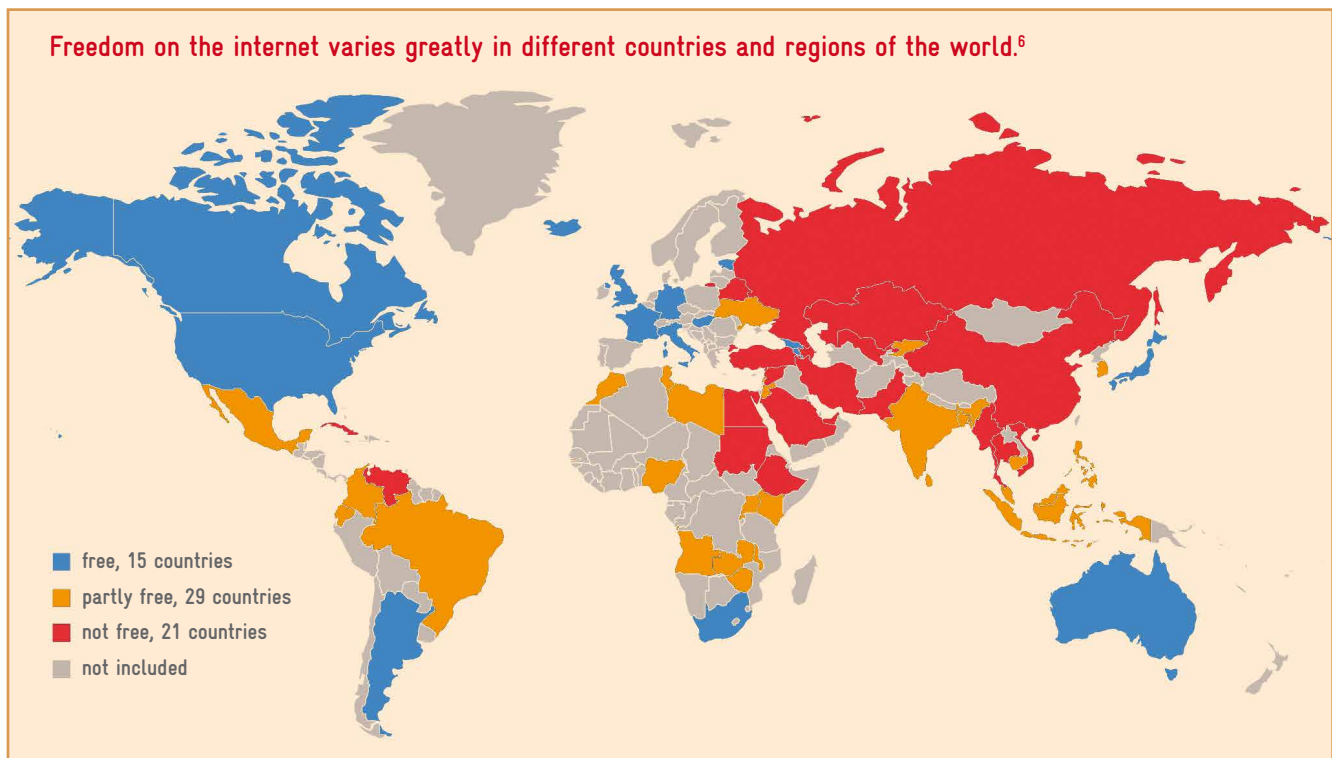 Freedom on the internet varies greatly in different countries and regions of the world.⁶
free, 15 countries
partly free, 29 countries
not free, 21 countries
not included